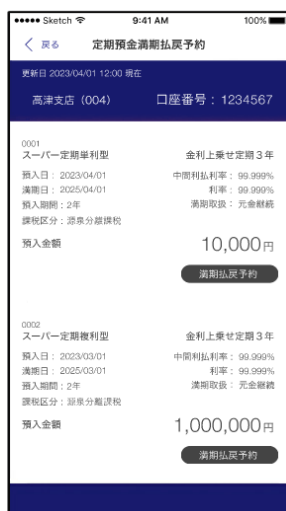 ●●●●● Sketch 9:41 AM 100%
戻る 定期預金満期払戻予約
更新日 2023/04/01 12:00 現在
高津支店（004） 口座番号：1234567
0001
スーパー定期単利型 金利上乗せ定期３年
預入日：2023/04/01 中間利払利率：99.999%
満期日：2025/04/01 利率：99.999%
預入期間：2年 満期取扱：元金継続
課税区分：源泉分離課税
預入金額 10,000円
満期払戻予約
0002
スーパー定期複利型 金利上乗せ定期３年
預入日：2023/03/01 中間利払利率：99.999%
満期日：2025/03/01 利率：99.999%
預入期間：2年 満期取扱：元金継続
課税区分：源泉分離課税
預入金額 1,000,000円
満期払戻予約